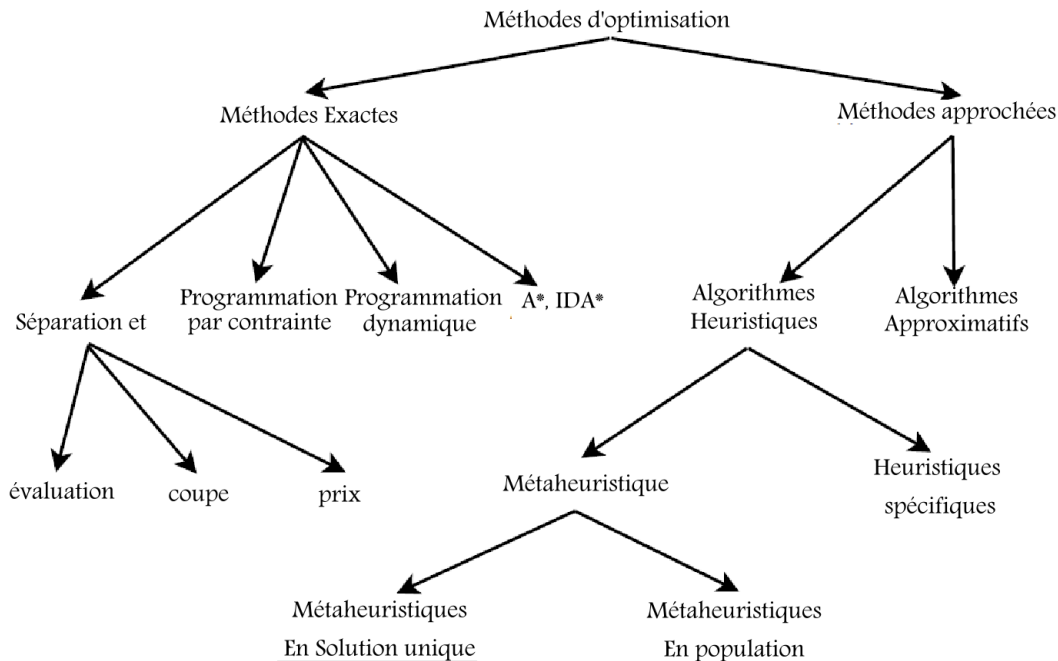 Méthodes d'optimisation
Méthodes Exactes
Méthodes approchées
Séparation et
Programmation
par contrainte
Programmation
dynamique
A*, IDA*
Algorithmes
Heuristiques
Algorithmes
Approximatifs
évaluation
coupe
prix
Métaheuristique
Heuristiques
spécifiques
Métaheuristiques
En Solution unique
Métaheuristiques
En population